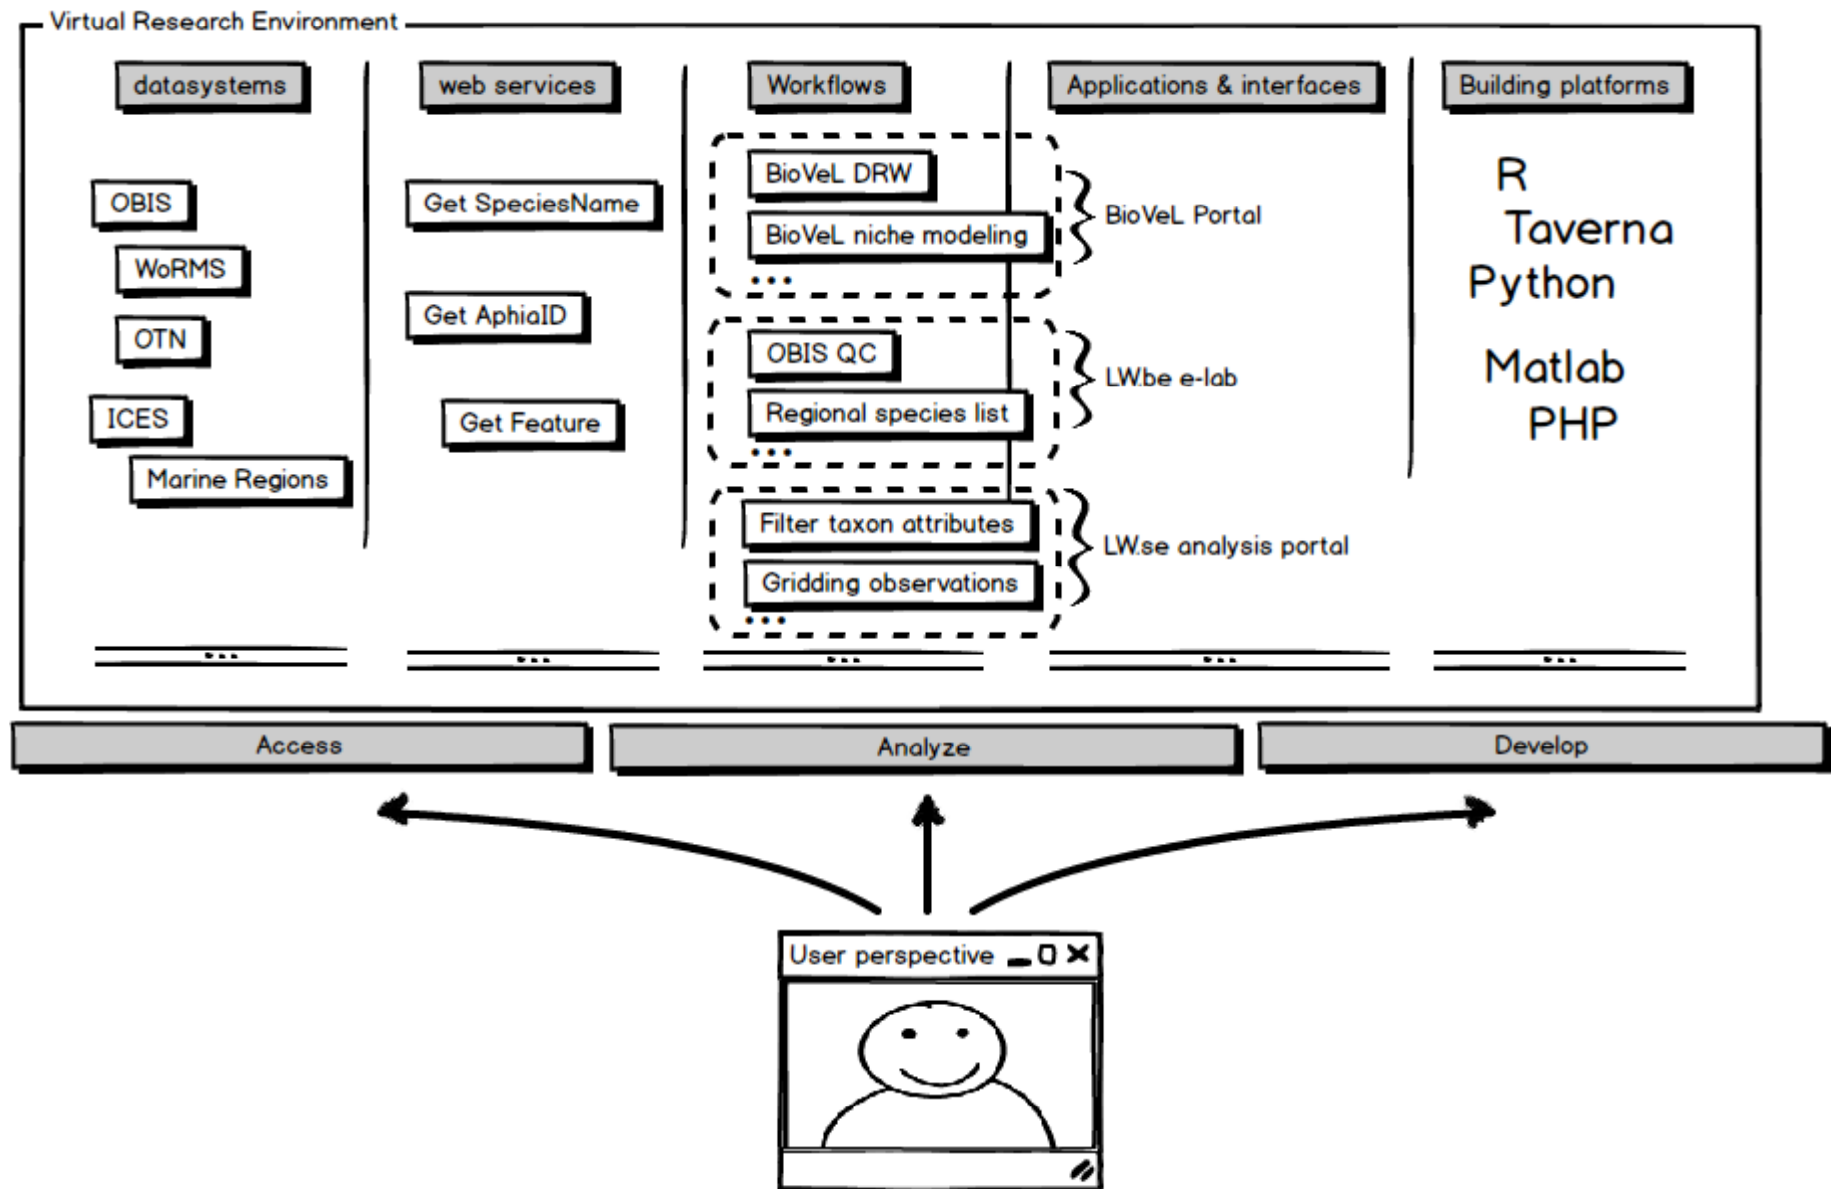 Virtual Research Environment
datasystems
web services
Workflows
Applications & interfaces
Building platforms
OBIS
WoRMS
OTN
ICES
Marine Regions
...
Get SpeciesName
Get AphiaID
Get Feature
...
BioVeL DRW
BioVeL niche modeling
...
OBIS QC
Regional species list
...
Filter taxon attributes
Gridding observations
...
...
BioVeL Portal
LW.be e-lab
LW.se analysis portal
...
R
Taverna
Python
Matlab
PHP
...
Access
Analyze
Develop
User perspective